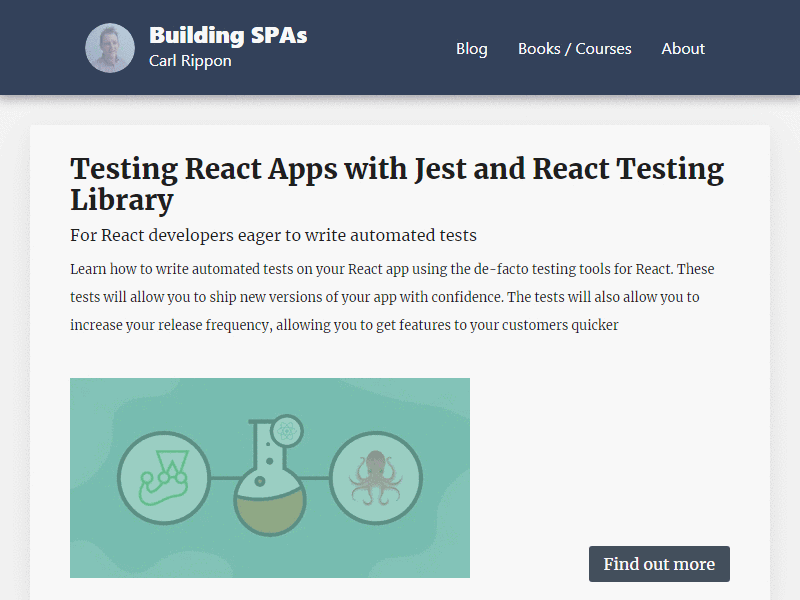 Building SPAs
Carl Rippon
Blog
Books / Courses
About
Testing React Apps with Jest and React Testing
Library
For React developers eager to write automated tests
Learn how to write automated tests on your React app using the de-facto testing tools for React. These
tests will allow you to ship new versions of your app with confidence. The tests will also allow you to
increase your release frequency, allowing you to get features to your customers quicker
Find out more